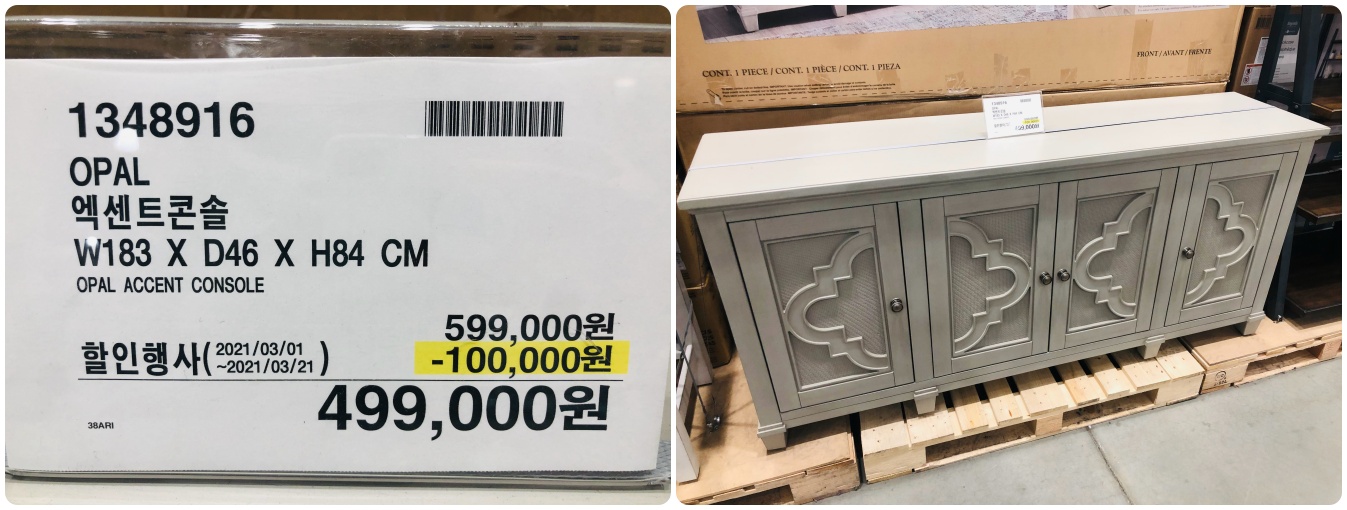 1348916
OPAL
엑센트콘솔
W183 X D46 X H84 CM
OPAL ACCENT CONSOLE
599,000원
할인행사(2021/03/01
~2021/03/21)
-100,000원
499,000원
38ARI
CONT. 1 PIECE / CONT. 1 PIÈCE / CONT. 1 PIEZA
FRONT / AVANT / FRENTE
1348916